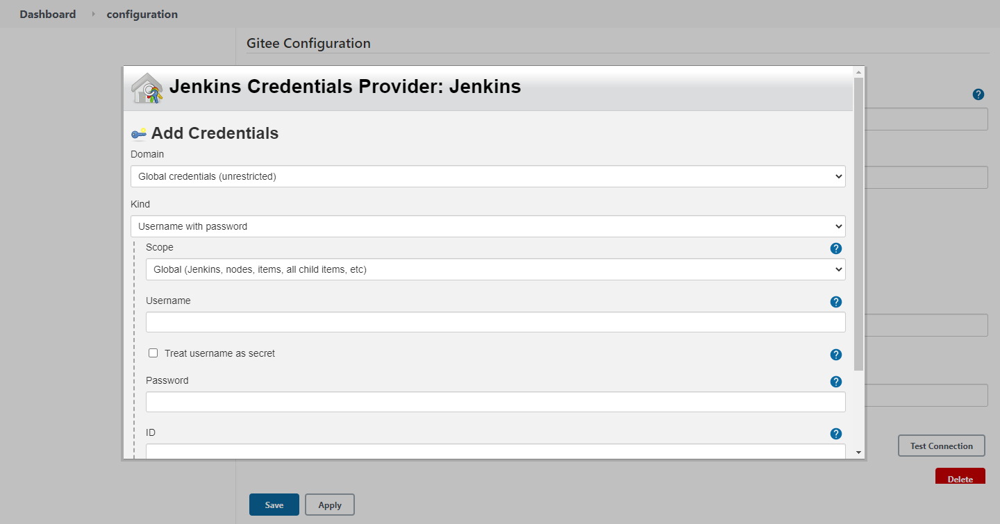 Dashboard
configuration
Gitee Configuration
Jenkins Credentials Provider: Jenkins
Add Credentials
Domain
Global credentials (unrestricted)
Kind
Username with password
Scope
?
Global (Jenkins, nodes, items, all child items, etc)
Username
?
Treat username as secret
?
Password
?
ID
?
?
Test Connection
Delete
Save
Apply